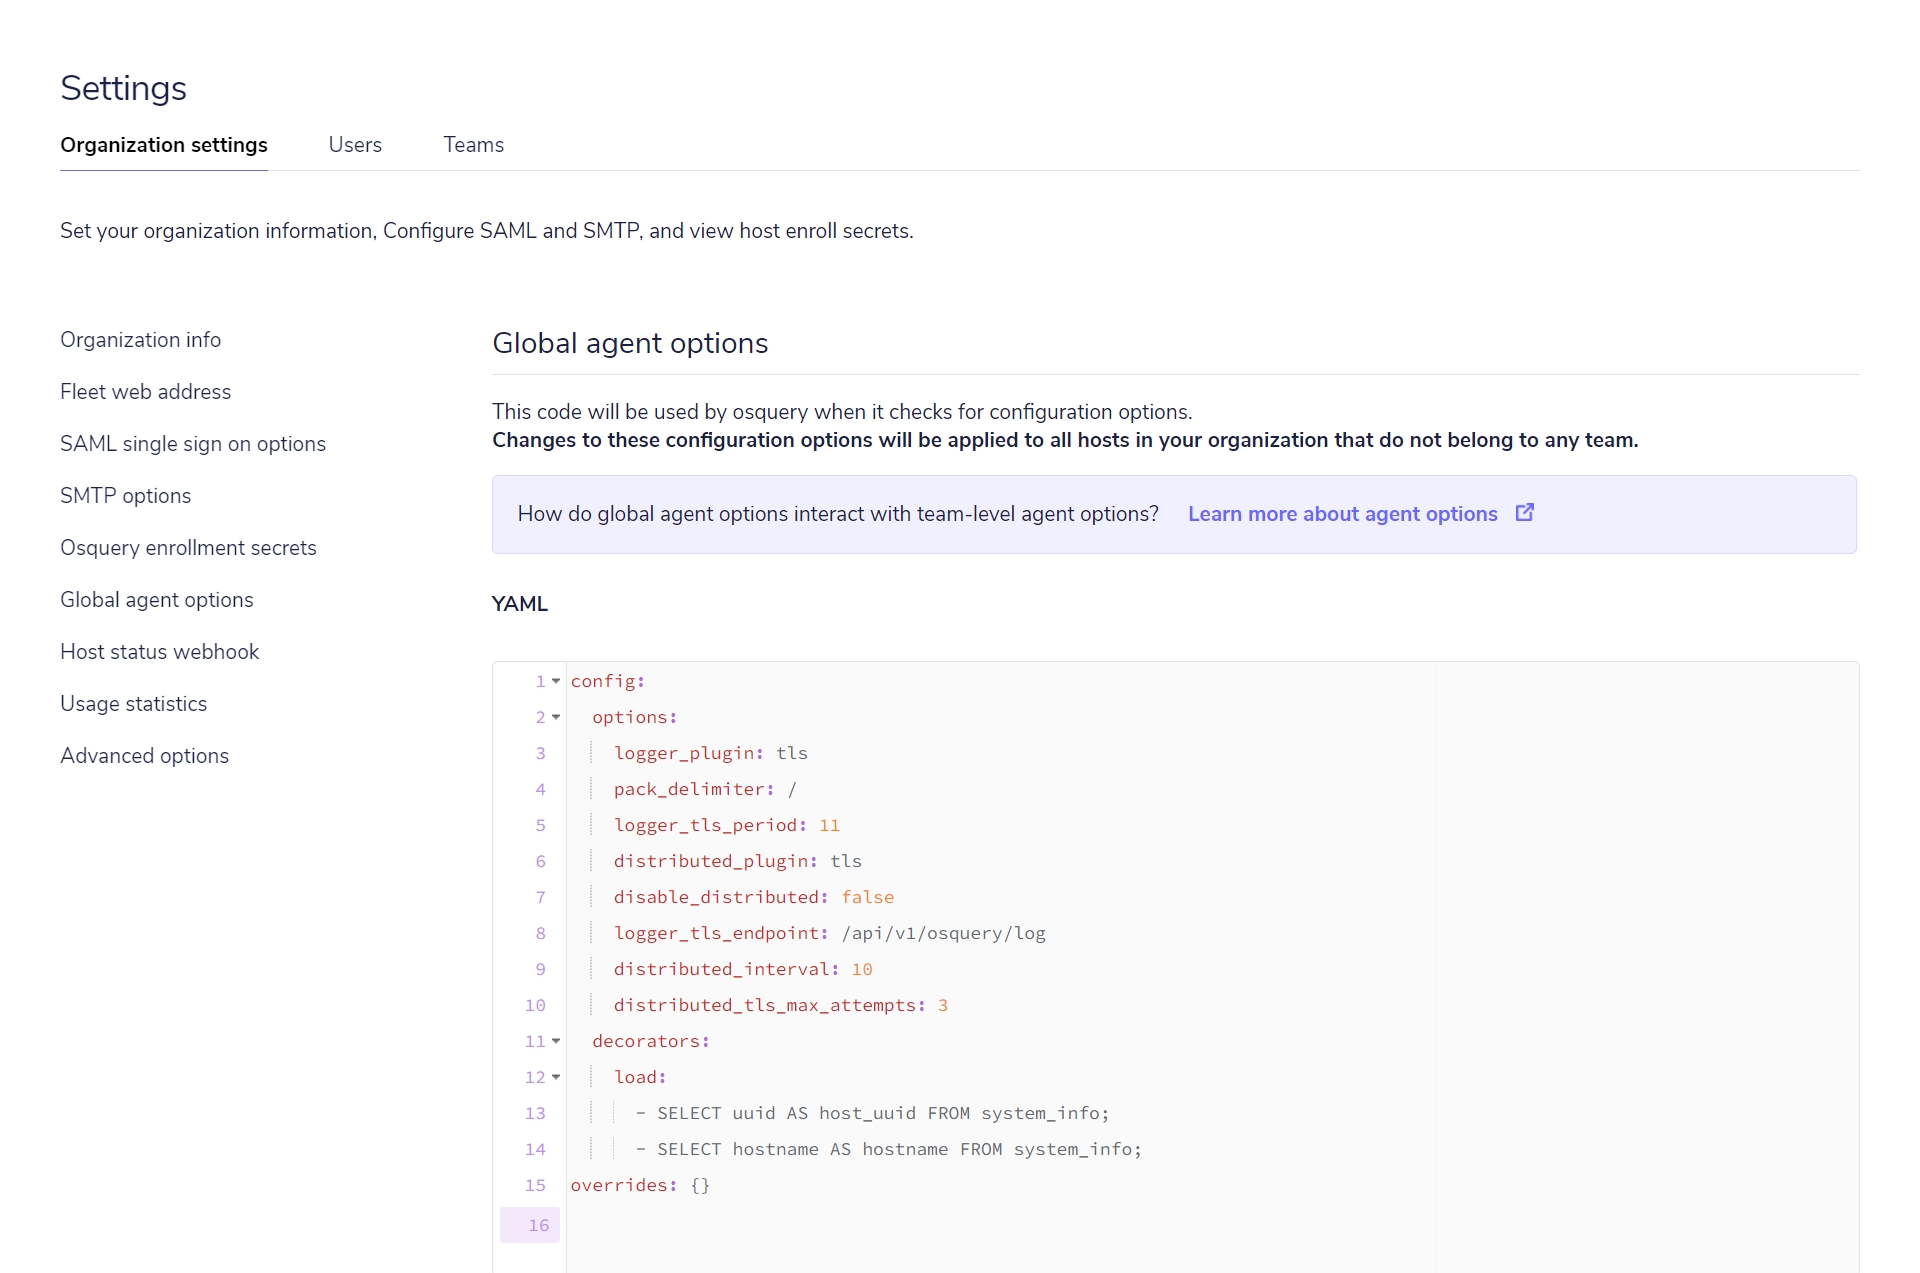 Settings
Organization settings
Users
Teams
Set your organization information, Configure SAML and SMTP, and view host enroll secrets.
Organization info
Fleet web address
SAML single sign on options
SMTP options
Osquery enrollment secrets
Global agent options
Host status webhook
Usage statistics
Advanced options
Global agent options
This code will be used by osquery when it checks for configuration options.
Changes to these configuration options will be applied to all hosts in your organization that do not belong to any team.
How do global agent options interact with team-level agent options? Learn more about agent options
YAML
1 config:
2 options:
3 logger_plugin: tls
4 pack_delimiter: /
5 logger_tls_period: 11
6 distributed_plugin: tls
7 disable_distributed: false
8 logger_tls_endpoint: /api/v1/osquery/log
9 distributed_interval: 10
10 distributed_tls_max_attempts: 3
11 decorators:
12 load:
13 - SELECT uuid AS host_uuid FROM system_info;
14 - SELECT hostname AS hostname FROM system_info;
15 overrides: {}
16